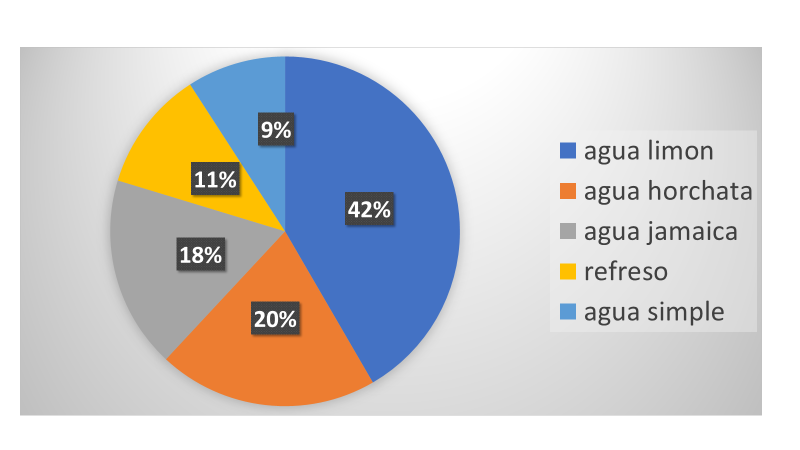 9%
42%
11%
18%
20%
agua limon
agua horchata
agua jamaica
refreso
agua simple